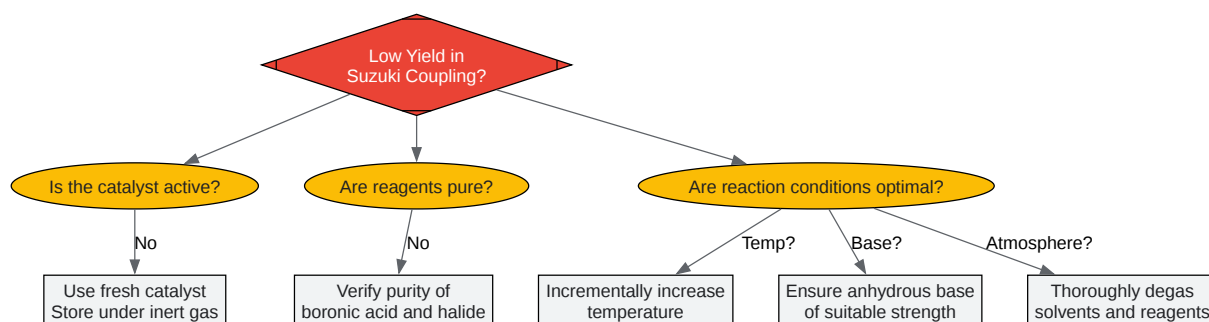 Low Yield in
Suzuki Coupling?
Is the catalyst active?
Are reagents pure?
Are reaction conditions optimal?
No
No
Temp?
Base?
Atmosphere?
Use fresh catalyst
Store under inert gas
Verify purity of
boronic acid and halide
Incrementally increase
temperature
Ensure anhydrous base
of suitable strength
Thoroughly degas
solvents and reagents